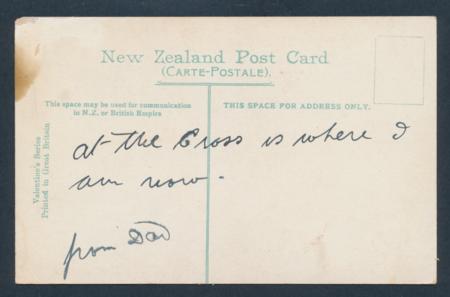 New Zealand Post Card
(CARTE-POSTALE).
This space may be used for communication
in N.Z. or British Empire
THIS SPACE FOR ADDRESS ONLY.
Valentine's Series
Printed in Great Britain
at the Cross is where I
am now.
from Dad